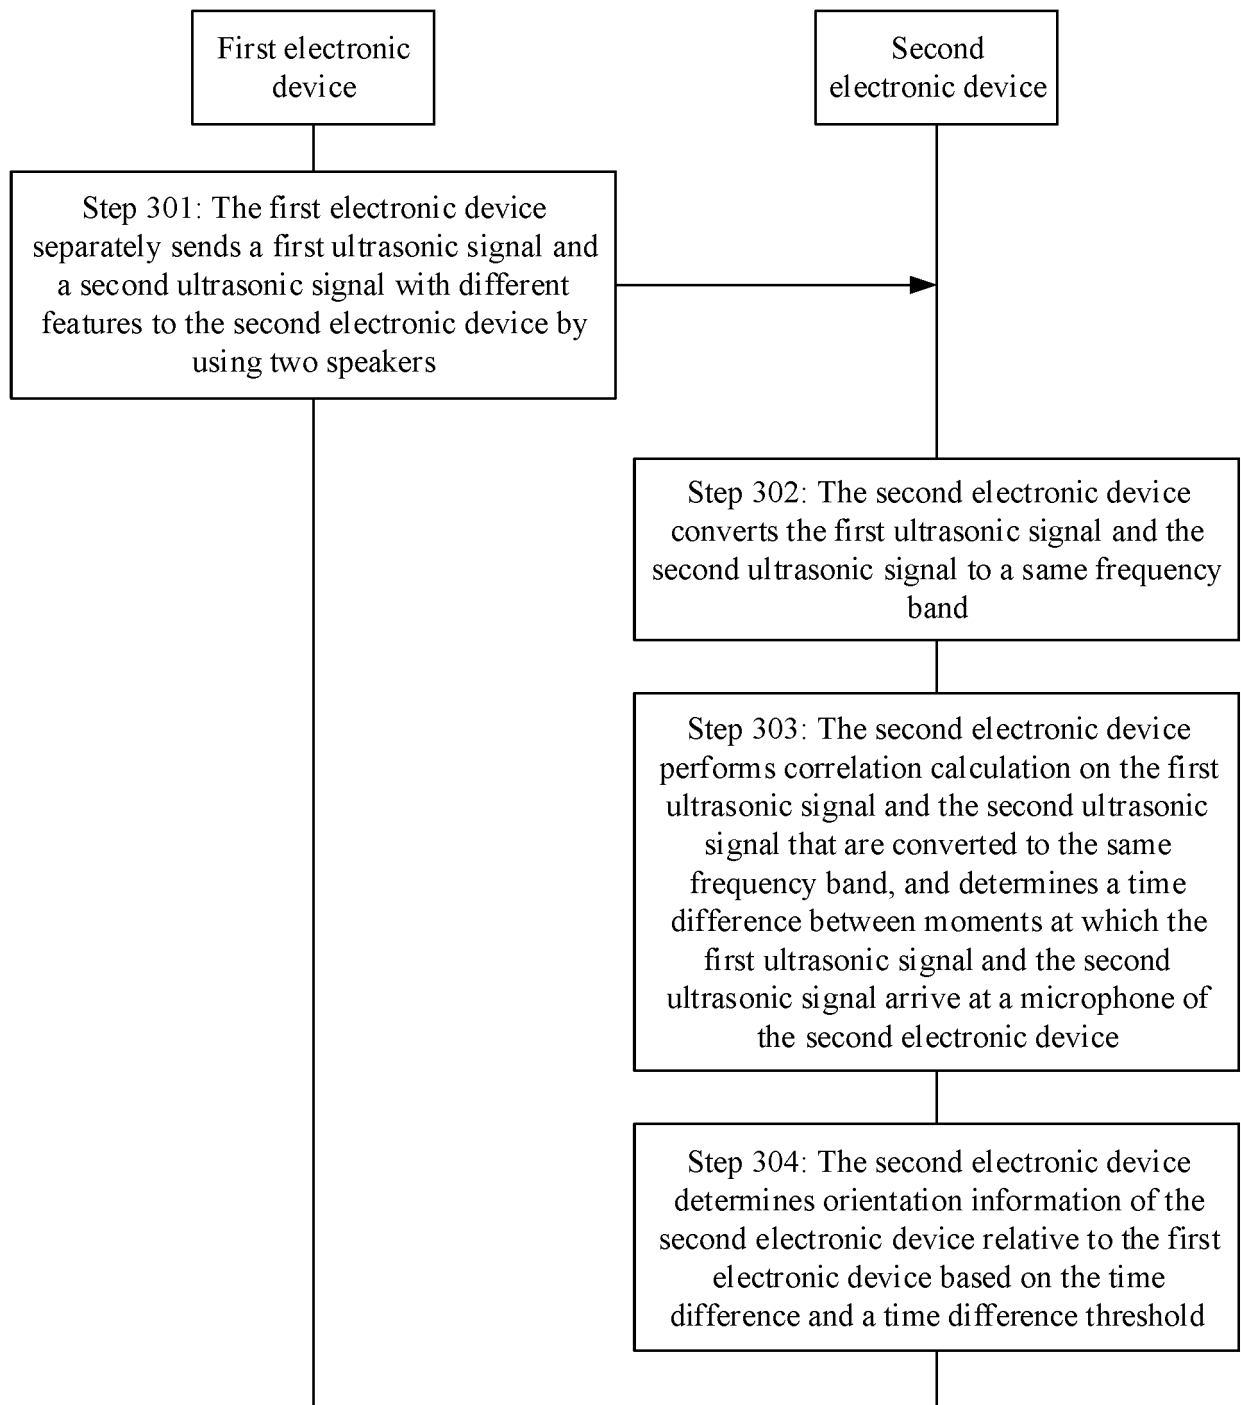 First electronic
device
Second
electronic device
Step 301: The first electronic device
separately sends a first ultrasonic signal and
a second ultrasonic signal with different
features to the second electronic device by
using two speakers
Step 302: The second electronic device
converts the first ultrasonic signal and the
second ultrasonic signal to a same frequency
band
Step 303: The second electronic device
performs correlation calculation on the first
ultrasonic signal and the second ultrasonic
signal that are converted to the same
frequency band, and determines a time
difference between moments at which the
first ultrasonic signal and the second
ultrasonic signal arrive at a microphone of
the second electronic device
Step 304: The second electronic device
determines orientation information of the
second electronic device relative to the first
electronic device based on the time
difference and a time difference threshold